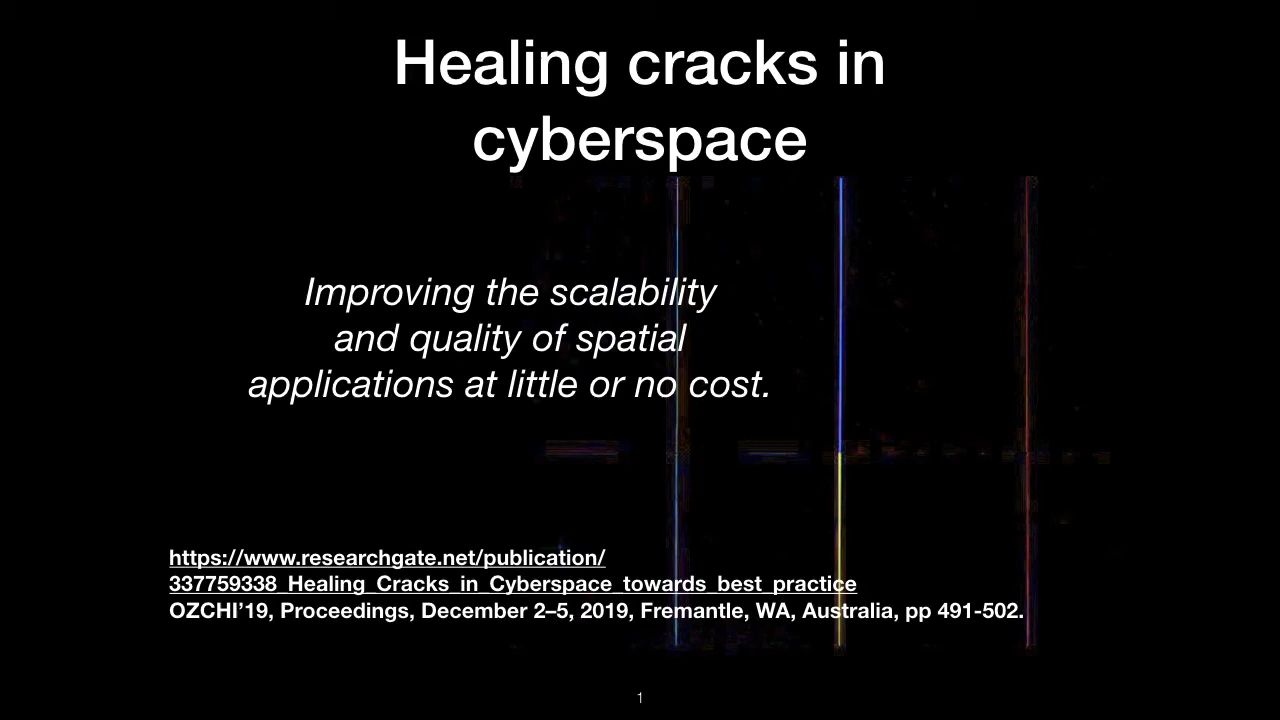 Healing cracks in
cyberspace
Improving the scalability
and quality of spatial
applications at little or no cost.
https://www.researchgate.net/publication/
337759338_Healing_Cracks_in_Cyberspace_towards_best_practice
OZCHI’19, Proceedings, December 2–5, 2019, Fremantle, WA, Australia, pp 491-502.
1